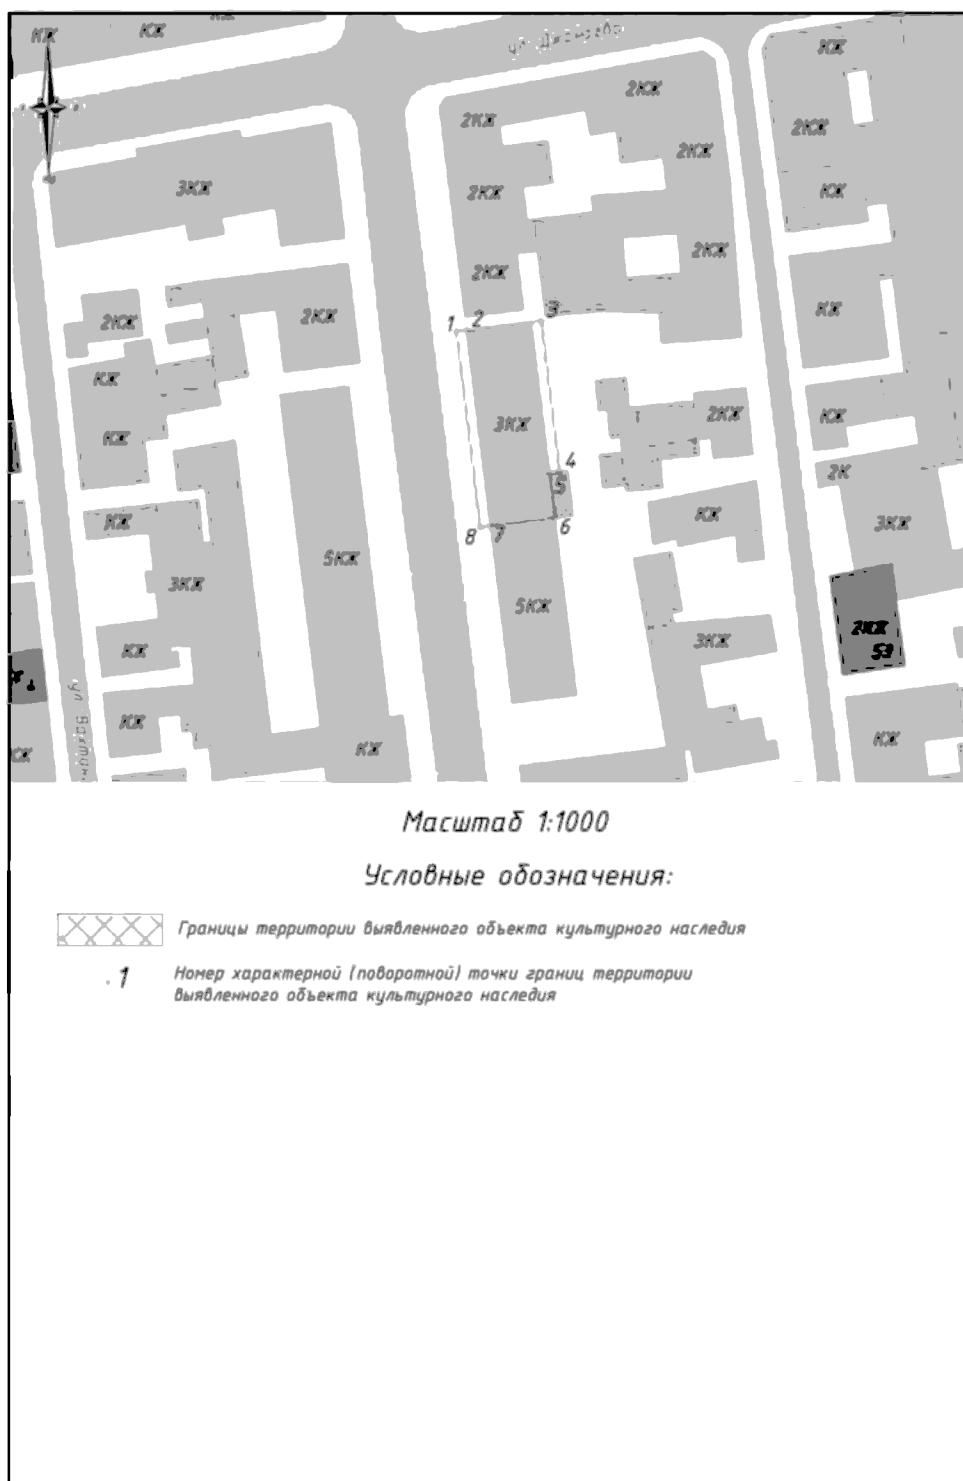 КЖ
КЖ
КЖ
КЖ
2КЖ
2КЖ
2КЖ
2КЖ
3КЖ
2КЖ
КЖ
2КЖ
2КЖ
2КЖ
2КЖ
КЖ
1
2
3
КЖ
2КЖ
КЖ
КЖ
3КЖ
4
2К
5
КЖ
8
7
6
КЖ
3КЖ
5КЖ
3КЖ
5КЖ
2КЖ
53
КЖ
3КЖ
КЖ
КЖ
КЖ
Масштаб 1:1000
Условные обозначения:
Границы территории выявленного объекта культурного наследия
1
Номер характерной (поворотной) точки границ территории
выявленного объекта культурного наследия